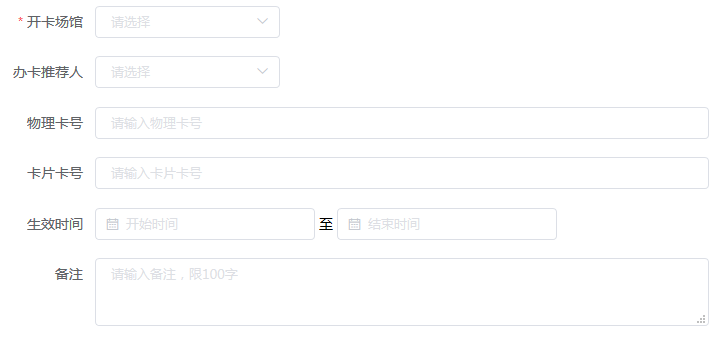 * 开卡场馆 请选择
办卡推荐人 请选择
物理卡号 请输入物理卡号
卡片卡号 请输入卡片卡号
生效时间 开始时间 至 结束时间
备注 请输入备注，限100字